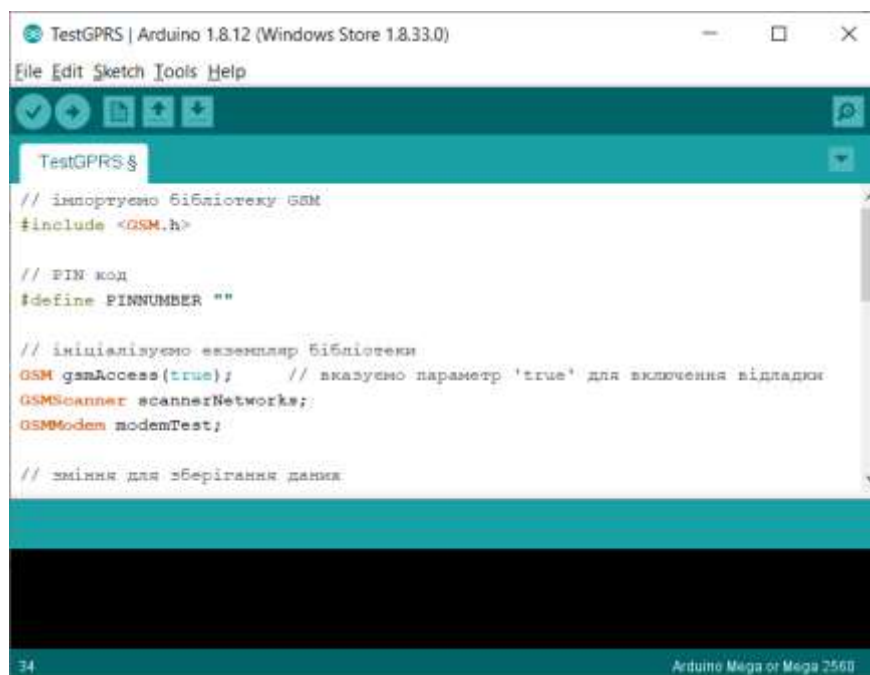 TestGPRS | Arduino 1.8.12 (Windows Store 1.8.33.0)
File Edit Sketch Tools Help
TestGPRS §
// імпортуємо бібліотеку GSM
#include <GSM.h>
// PIN код
#define PINNUMBER ""
// ініціалізуємо екземпляр бібліотеки
GSM gsmAccess(true);     // вказуємо параметр 'true' для включення відладки
GSMScanner scannerNetworks;
GSMModem modemTest;
// зміння для зберігання даних
34
Arduino Mega or Mega 2560